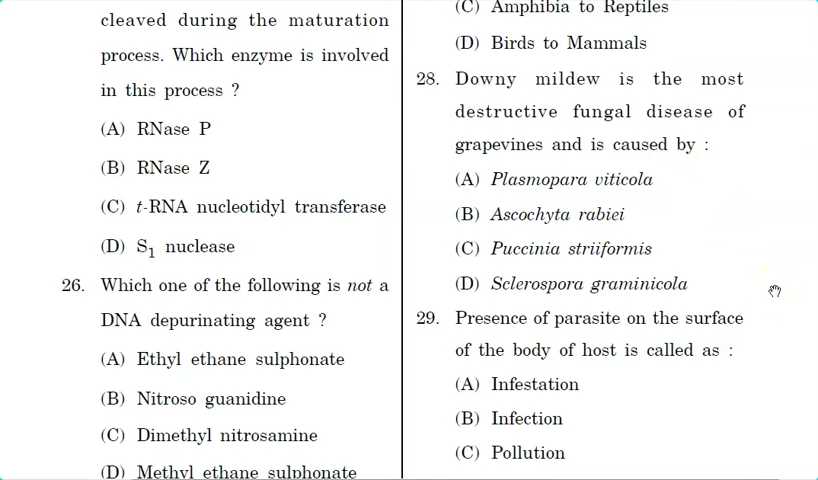 cleaved during the maturation
process. Which enzyme is involved
in this process ?
(A) RNase P
(B) RNase Z
(C) t-RNA nucleotidyl transferase
(D) S1 nuclease
26. Which one of the following is not a
DNA depurinating agent ?
(A) Ethyl ethane sulphonate
(B) Nitroso guanidine
(C) Dimethyl nitrosamine
(D) Methyl ethane sulphonate
(C) Amphibia to Reptiles
(D) Birds to Mammals
28. Downy mildew is the most
destructive fungal disease of
grapevines and is caused by :
(A) Plasmopara viticola
(B) Ascochyta rabiei
(C) Puccinia striiformis
(D) Sclerospora graminicola
29. Presence of parasite on the surface
of the body of host is called as :
(A) Infestation
(B) Infection
(C) Pollution